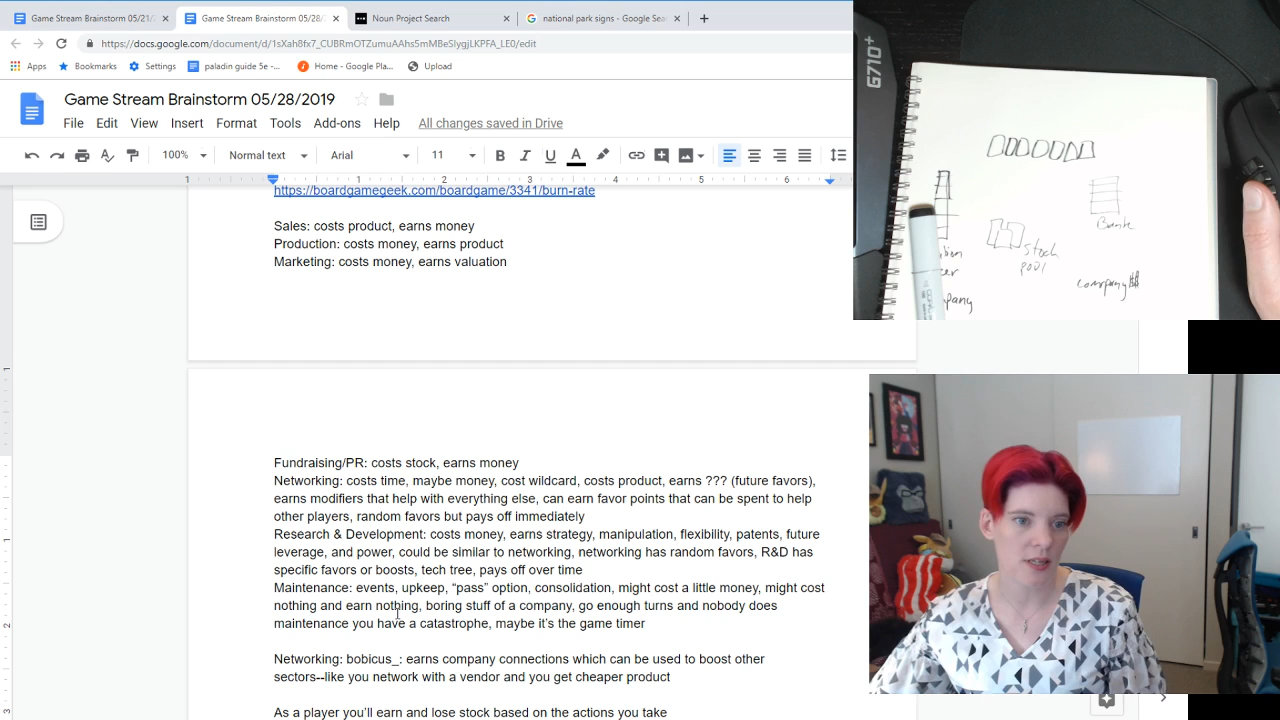 Game Stream Brainstorm 05/21/
Game Stream Brainstorm 05/28/
Noun Project Search
national park signs - Google Sea
https://docs.google.com/document/d/1sXah8fx7_CUBRmOTZumuAAhs5mMBeSlygjLKPFA_LE0/edit
Apps
Bookmarks
Settings
paladin guide 5e -
Home - Google Pla
Upload
Game Stream Brainstorm 05/28/2019
File Edit View Insert Format Tools Add-ons Help All changes saved in Drive
100% Normal text Arial 11 B I U A
1 1 2 3 4 5 6
https://boardgamegeek.com/boardgame/3341/burn-rate
Sales: costs product, earns money
Production: costs money, earns product
Marketing: costs money, earns valuation
Fundraising/PR: costs stock, earns money
Networking: costs time, maybe money, cost wildcard, costs product, earns ??? (future favors),
earns modifiers that help with everything else, can earn favor points that can be spent to help
other players, random favors but pays off immediately
Research & Development: costs money, earns strategy, manipulation, flexibility, patents, future
leverage, and power, could be similar to networking, networking has random favors, R&D has
specific favors or boosts, tech tree, pays off over time
Maintenance: events, upkeep, “pass” option, consolidation, might cost a little money, might cost
nothing and earn nothing, boring stuff of a company, go enough turns and nobody does
maintenance you have a catastrophe, maybe it’s the game timer
Networking: bobicus_: earns company connections which can be used to boost other
sectors--like you network with a vendor and you get cheaper product
As a player you’ll earn and lose stock based on the actions you take
1
2
3
G710+
Stock
pool
company